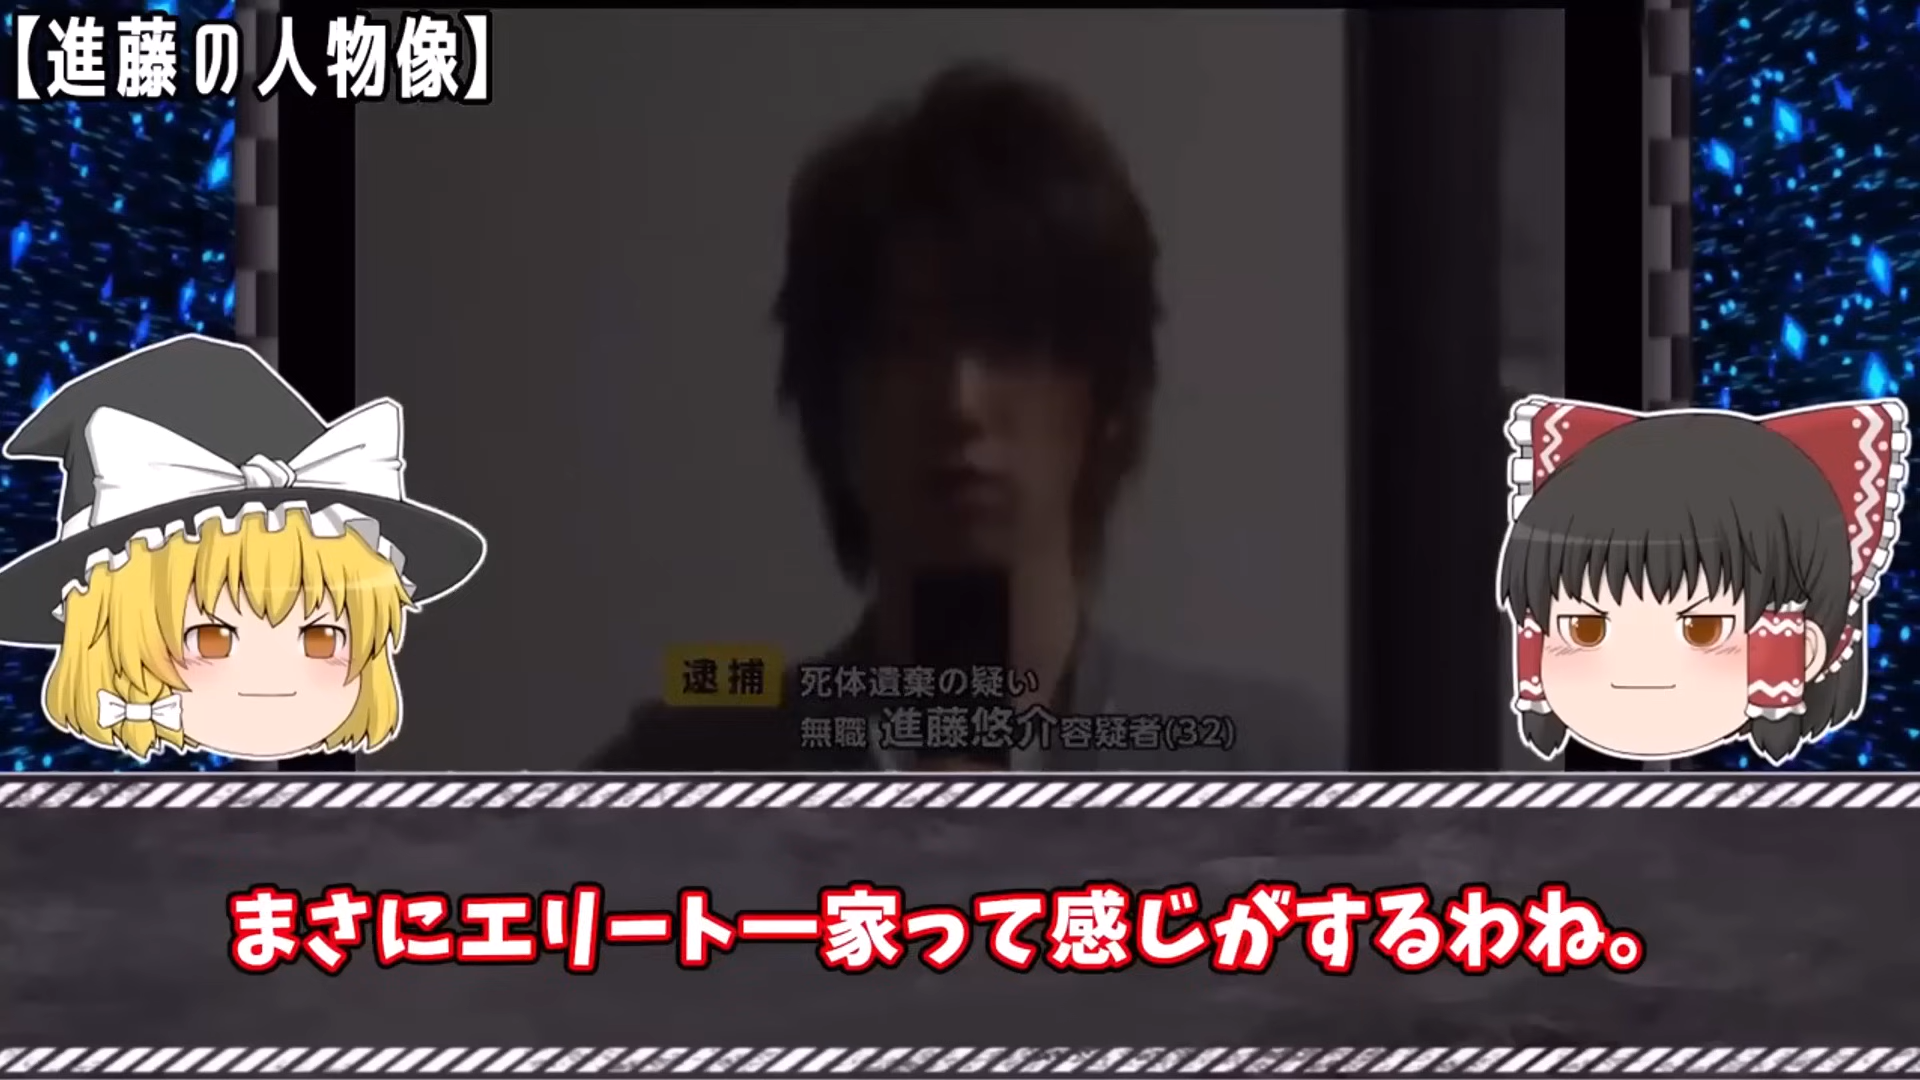 【進藤の人物像】
逮捕
死体遺棄の疑い
無職 進藤悠介容疑者(32)
まさにエリート一家って感じがするわね。